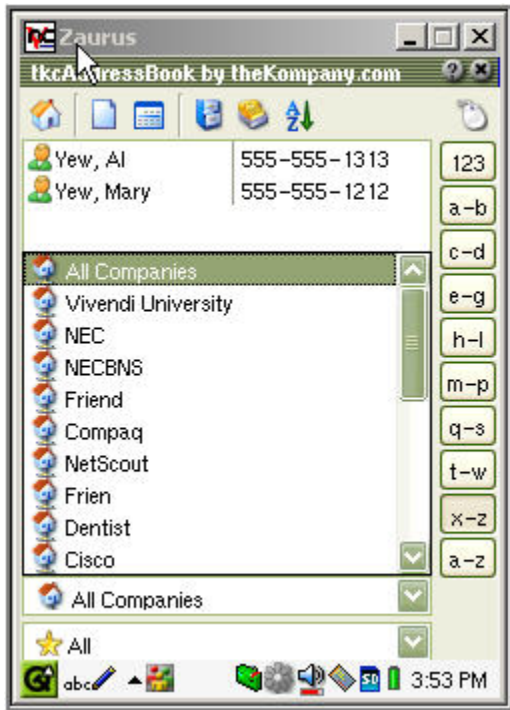 Zaurus
tkcAddressBook by theKompany.com
Yew, Al 555-555-1313
Yew, Mary 555-555-1212
123
a-b
c-d
e-g
h-l
m-p
q-s
t-w
x-z
a-z
All Companies
Vivendi University
NEC
NECBNS
Friend
Compaq
NetScout
Frien
Dentist
Cisco
All Companies
All
abc
SD
3:53 PM